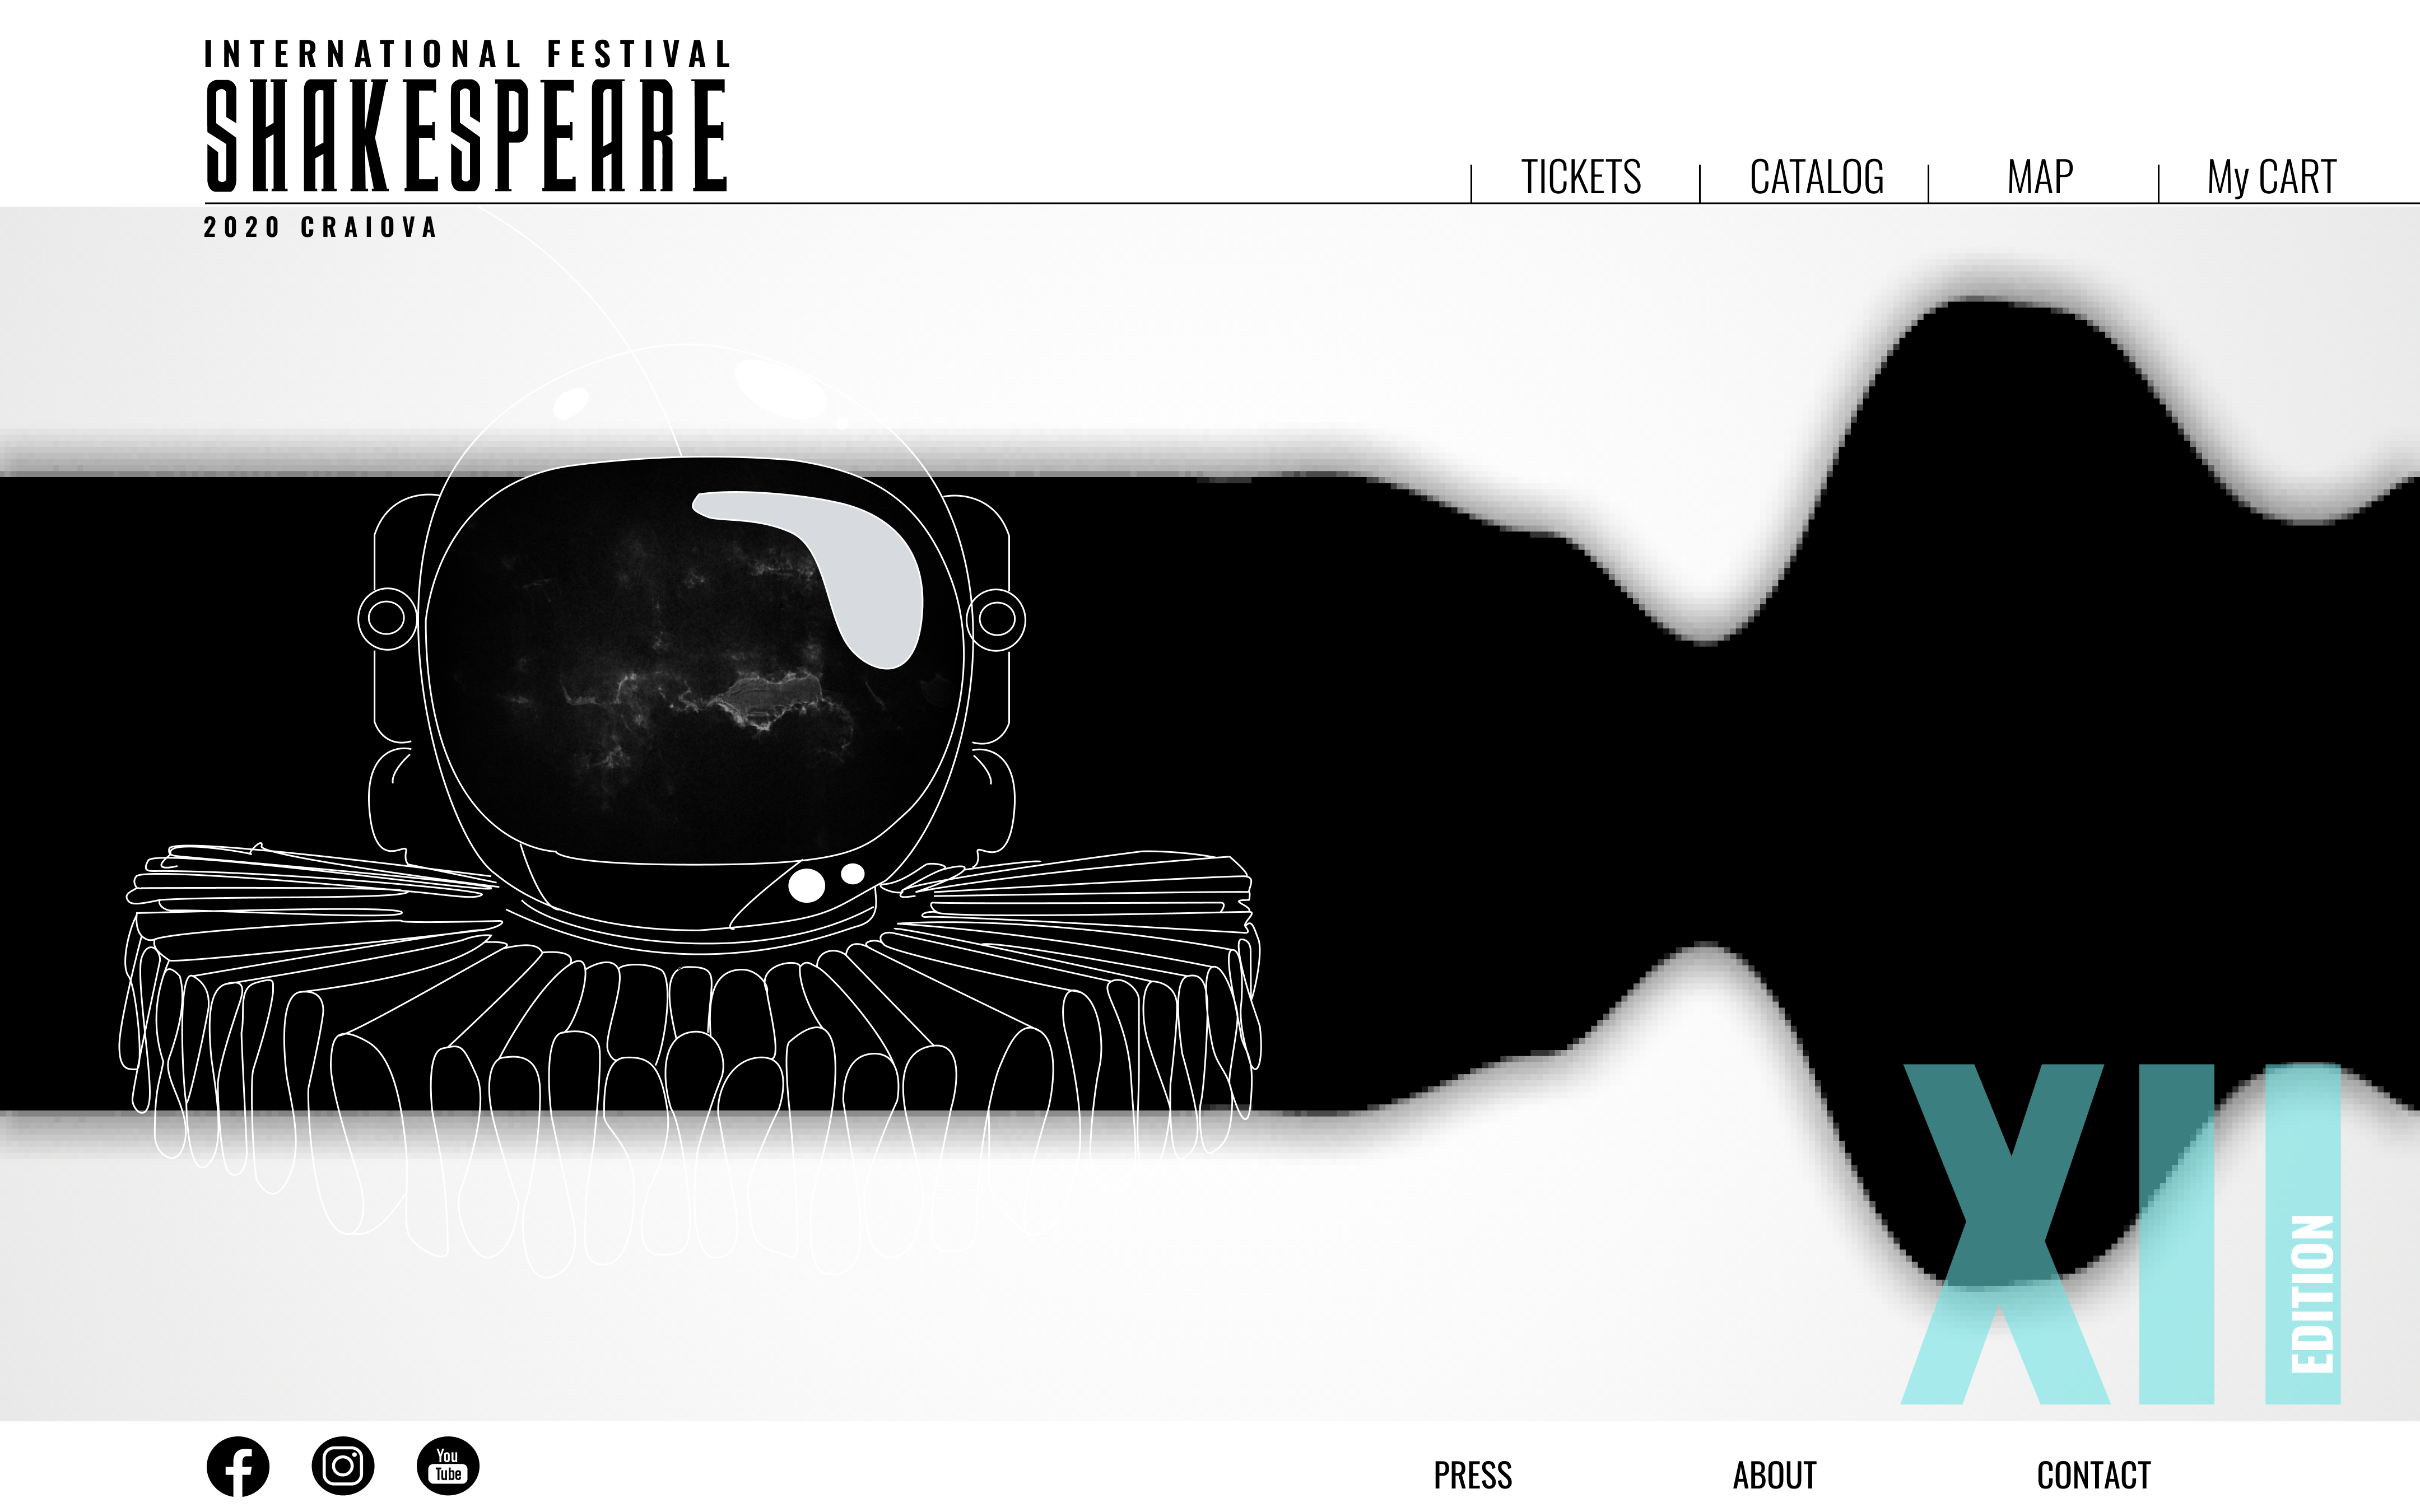 INTERNATIONAL FESTIVAL
SHAKESPEARE
2020 CRAIOVA
TICKETS
CATALOG
MAP
My CART
XII
EDITION
You
Tube
PRESS
ABOUT
CONTACT